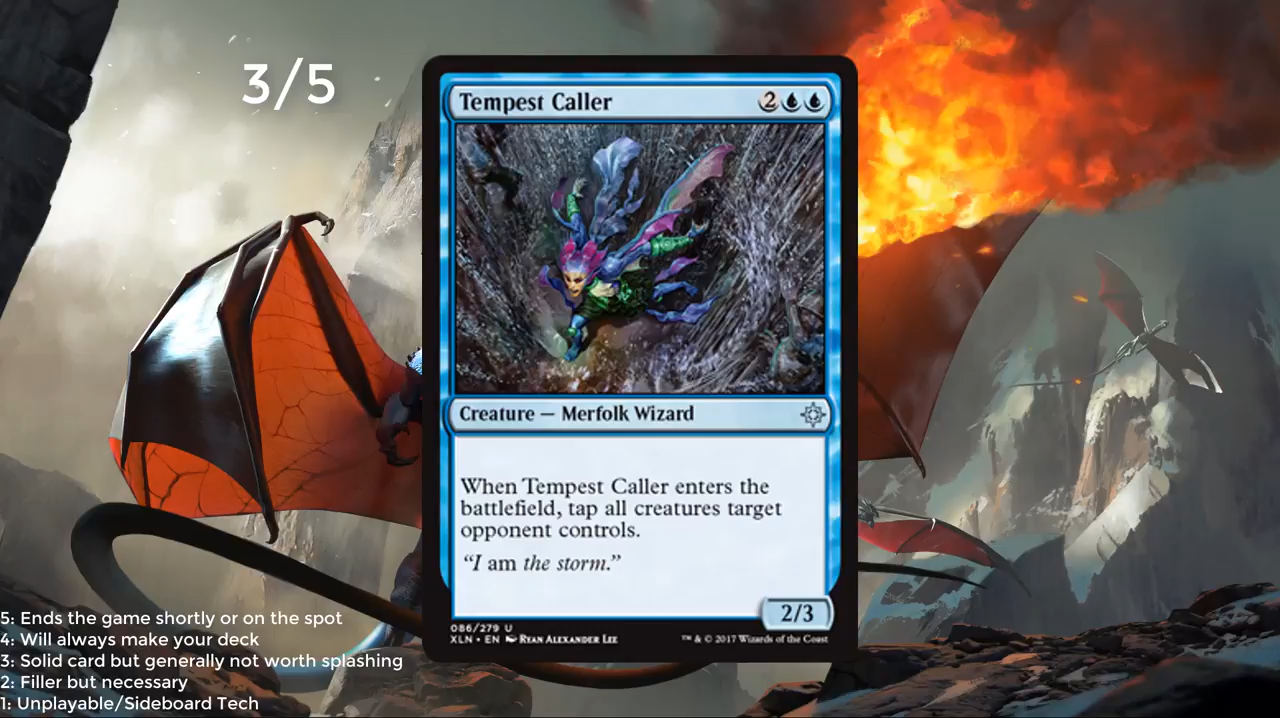 3/5
Tempest Caller 2
Creature — Merfolk Wizard
When Tempest Caller enters the
battlefield, tap all creatures target
opponent controls.
“I am the storm.”
2/3
086/279 U
XLN • EN Ryan Alexander Lee
™ & © 2017 Wizards of the Coast
5: Ends the game shortly or on the spot
4: Will always make your deck
3: Solid card but generally not worth splashing
2: Filler but necessary
1: Unplayable/Sideboard Tech